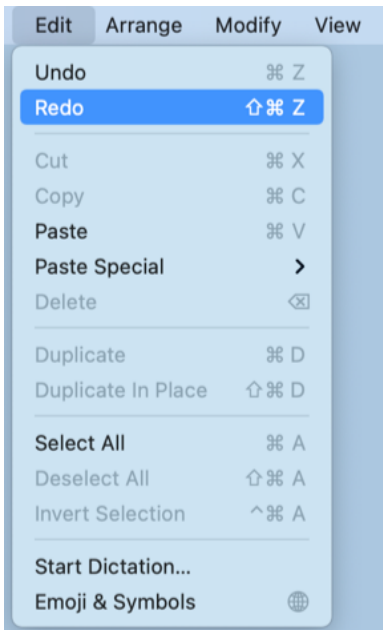 Edit Arrange Modify View
Undo ⌘ Z
Redo ⇧⌘ Z
Cut ⌘ X
Copy ⌘ C
Paste ⌘ V
Paste Special >
Delete ⌫
Duplicate ⌘ D
Duplicate In Place ⇧⌘ D
Select All ⌘ A
Deselect All ⇧⌘ A
Invert Selection ^⌘ A
Start Dictation...
Emoji & Symbols